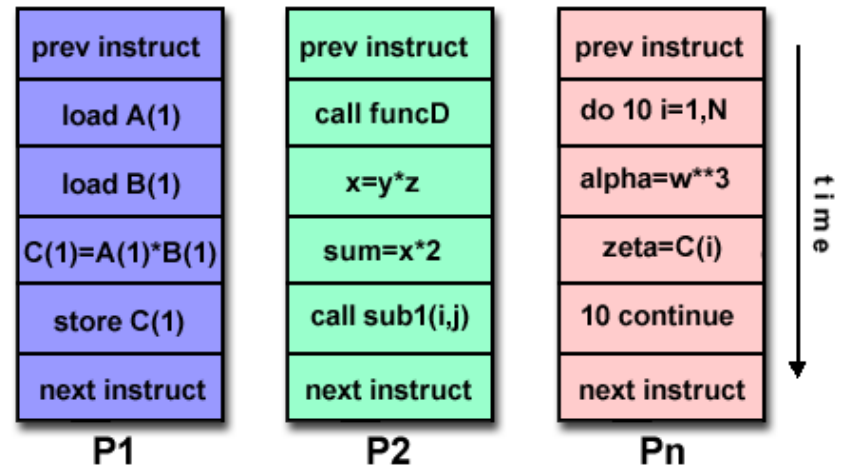 prev instruct
load A(1)
load B(1)
C(1)=A(1)*B(1)
store C(1)
next instruct
P1
prev instruct
call funcD
x=y*z
sum=x*2
call sub1(i,j)
next instruct
P2
prev instruct
do 10 i=1,N
alpha=w**3
zeta=C(i)
10 continue
next instruct
Pn
time